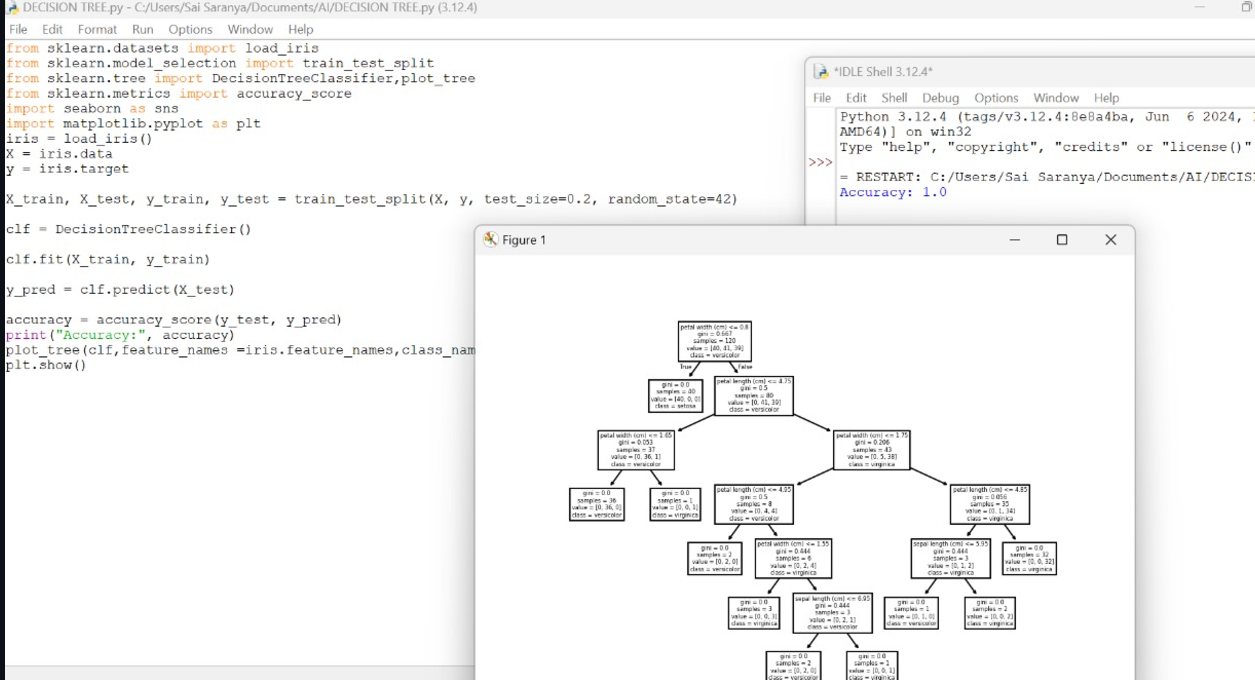 DECISION TREE.py - C:/Users/Sai Saranya/Documents/AI/DECISION TREE.py (3.12.4)
File Edit Format Run Options Window Help
from sklearn.datasets import load_iris
from sklearn.model_selection import train_test_split
from sklearn.tree import DecisionTreeClassifier,plot_tree
from sklearn.metrics import accuracy_score
import seaborn as sns
import matplotlib.pyplot as plt
iris = load_iris()
X = iris.data
y = iris.target
X_train, X_test, y_train, y_test = train_test_split(X, y, test_size=0.2, random_state=42)
clf = DecisionTreeClassifier()
clf.fit(X_train, y_train)
y_pred = clf.predict(X_test)
accuracy = accuracy_score(y_test, y_pred)
print("Accuracy:", accuracy)
plot_tree(clf,feature_names =iris.feature_names,class_nam
plt.show()
*IDLE Shell 3.12.4*
File Edit Shell Debug Options Window Help
Python 3.12.4 (tags/v3.12.4:8e8a4ba, Jun 6 2024,
AMD64)] on win32
Type "help", "copyright", "credits" or "license()"
>>>
= RESTART: C:/Users/Sai Saranya/Documents/AI/DECIS
Accuracy: 1.0
Figure 1
petal width (cm) <= 0.8
gini = 0.667
samples = 120
value = [40, 41, 39]
class = versicolor
True
False
gini = 0.0
samples = 40
value = [40, 0, 0]
class = setosa
petal length (cm) <= 4.75
gini = 0.5
samples = 80
value = [0, 41, 39]
class = versicolor
petal width (cm) <= 1.65
gini = 0.053
samples = 37
value = [0, 36, 1]
class = versicolor
petal width (cm) <= 1.75
gini = 0.206
samples = 43
value = [0, 5, 38]
class = virginica
gini = 0.0
samples = 36
value = [0, 36, 0]
class = versicolor
gini = 0.0
samples = 1
value = [0, 0, 1]
class = virginica
petal length (cm) <= 4.95
gini = 0.5
samples = 8
value = [0, 4, 4]
class = versicolor
petal length (cm) <= 4.85
gini = 0.056
samples = 35
value = [0, 1, 34]
class = virginica
gini = 0.0
samples = 2
value = [0, 2, 0]
class = versicolor
petal width (cm) <= 1.55
gini = 0.444
samples = 6
value = [0, 2, 4]
class = virginica
sepal length (cm) <= 5.95
gini = 0.444
samples = 3
value = [0, 1, 2]
class = virginica
gini = 0.0
samples = 32
value = [0, 0, 32]
class = virginica
gini = 0.0
samples = 3
value = [0, 0, 3]
class = virginica
sepal length (cm) <= 6.95
gini = 0.444
samples = 3
value = [0, 2, 1]
class = versicolor
gini = 0.0
samples = 1
value = [0, 1, 0]
class = versicolor
gini = 0.0
samples = 2
value = [0, 0, 2]
class = virginica
gini = 0.0
samples = 2
value = [0, 2, 0]
class = versicolor
gini = 0.0
samples = 1
value = [0, 0, 1]
class = virginica